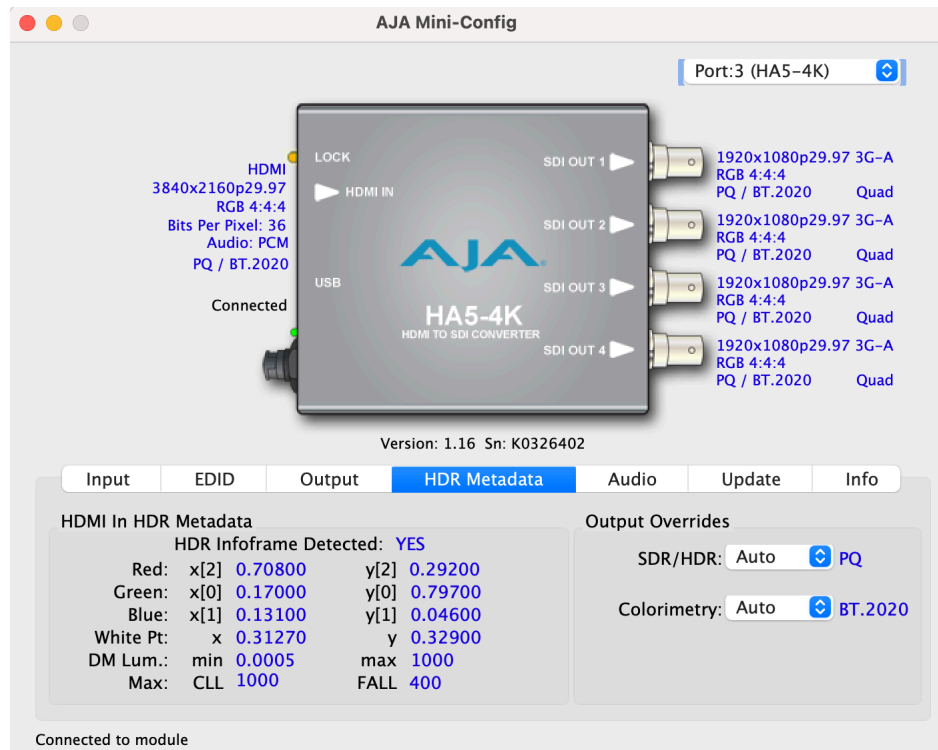 AJA Mini-Config
Port:3 (HA5-4K)
HDMI
3840x2160p29.97
RGB 4:4:4
Bits Per Pixel: 36
Audio: PCM
PQ / BT.2020
Connected
LOCK
HDMI IN
USB
AJA
HA5-4K
HDMI TO SDI CONVERTER
SDI OUT 1
1920x1080p29.97 3G-A
RGB 4:4:4
PQ / BT.2020 Quad
SDI OUT 2
1920x1080p29.97 3G-A
RGB 4:4:4
PQ / BT.2020 Quad
SDI OUT 3
1920x1080p29.97 3G-A
RGB 4:4:4
PQ / BT.2020 Quad
SDI OUT 4
1920x1080p29.97 3G-A
RGB 4:4:4
PQ / BT.2020 Quad
Version: 1.16 Sn: K0326402
Input EDID Output HDR Metadata Audio Update Info
HDMI In HDR Metadata
HDR Infoframe Detected: YES
Red: x[2] 0.70800 y[2] 0.29200
Green: x[0] 0.17000 y[0] 0.79700
Blue: x[1] 0.13100 y[1] 0.04600
White Pt: x 0.31270 y 0.32900
DM Lum.: min 0.0005 max 1000
Max: CLL 1000 FALL 400
Output Overrides
SDR/HDR: Auto PQ
Colorimetry: Auto BT.2020
Connected to module